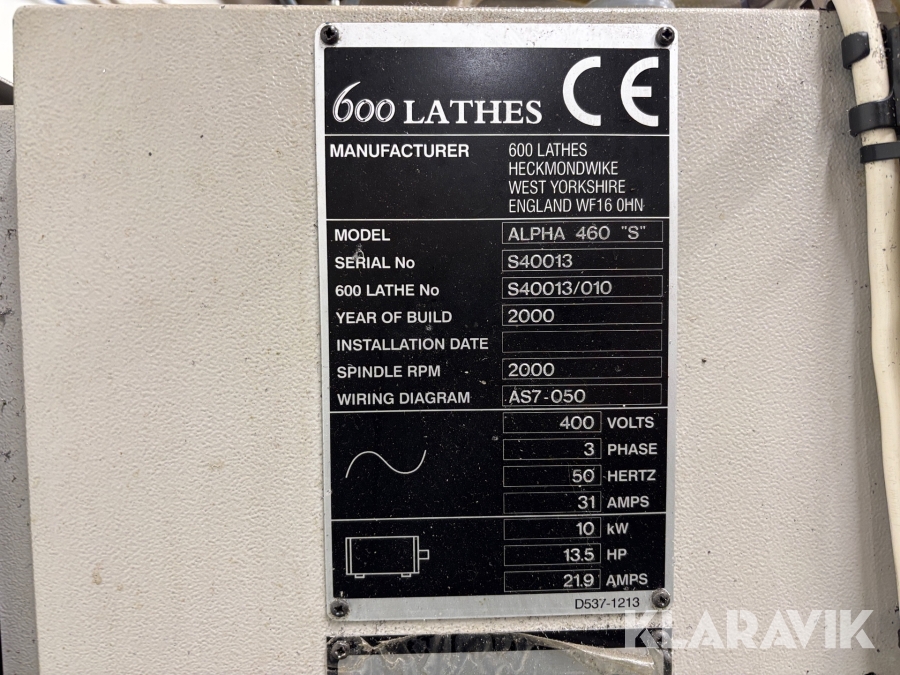 600 LATHES CE
MANUFACTURER 600 LATHES
HECKMONDWIKE
WEST YORKSHIRE
ENGLAND WF16 0HN
MODEL ALPHA 460 "S"
SERIAL No S40013
600 LATHE No S40013/010
YEAR OF BUILD 2000
INSTALLATION DATE
SPINDLE RPM 2000
WIRING DIAGRAM AS7-050
400 VOLTS
3 PHASE
50 HERTZ
31 AMPS
10 kW
13.5 HP
21.9 AMPS
D537-1213
KLARAVIK